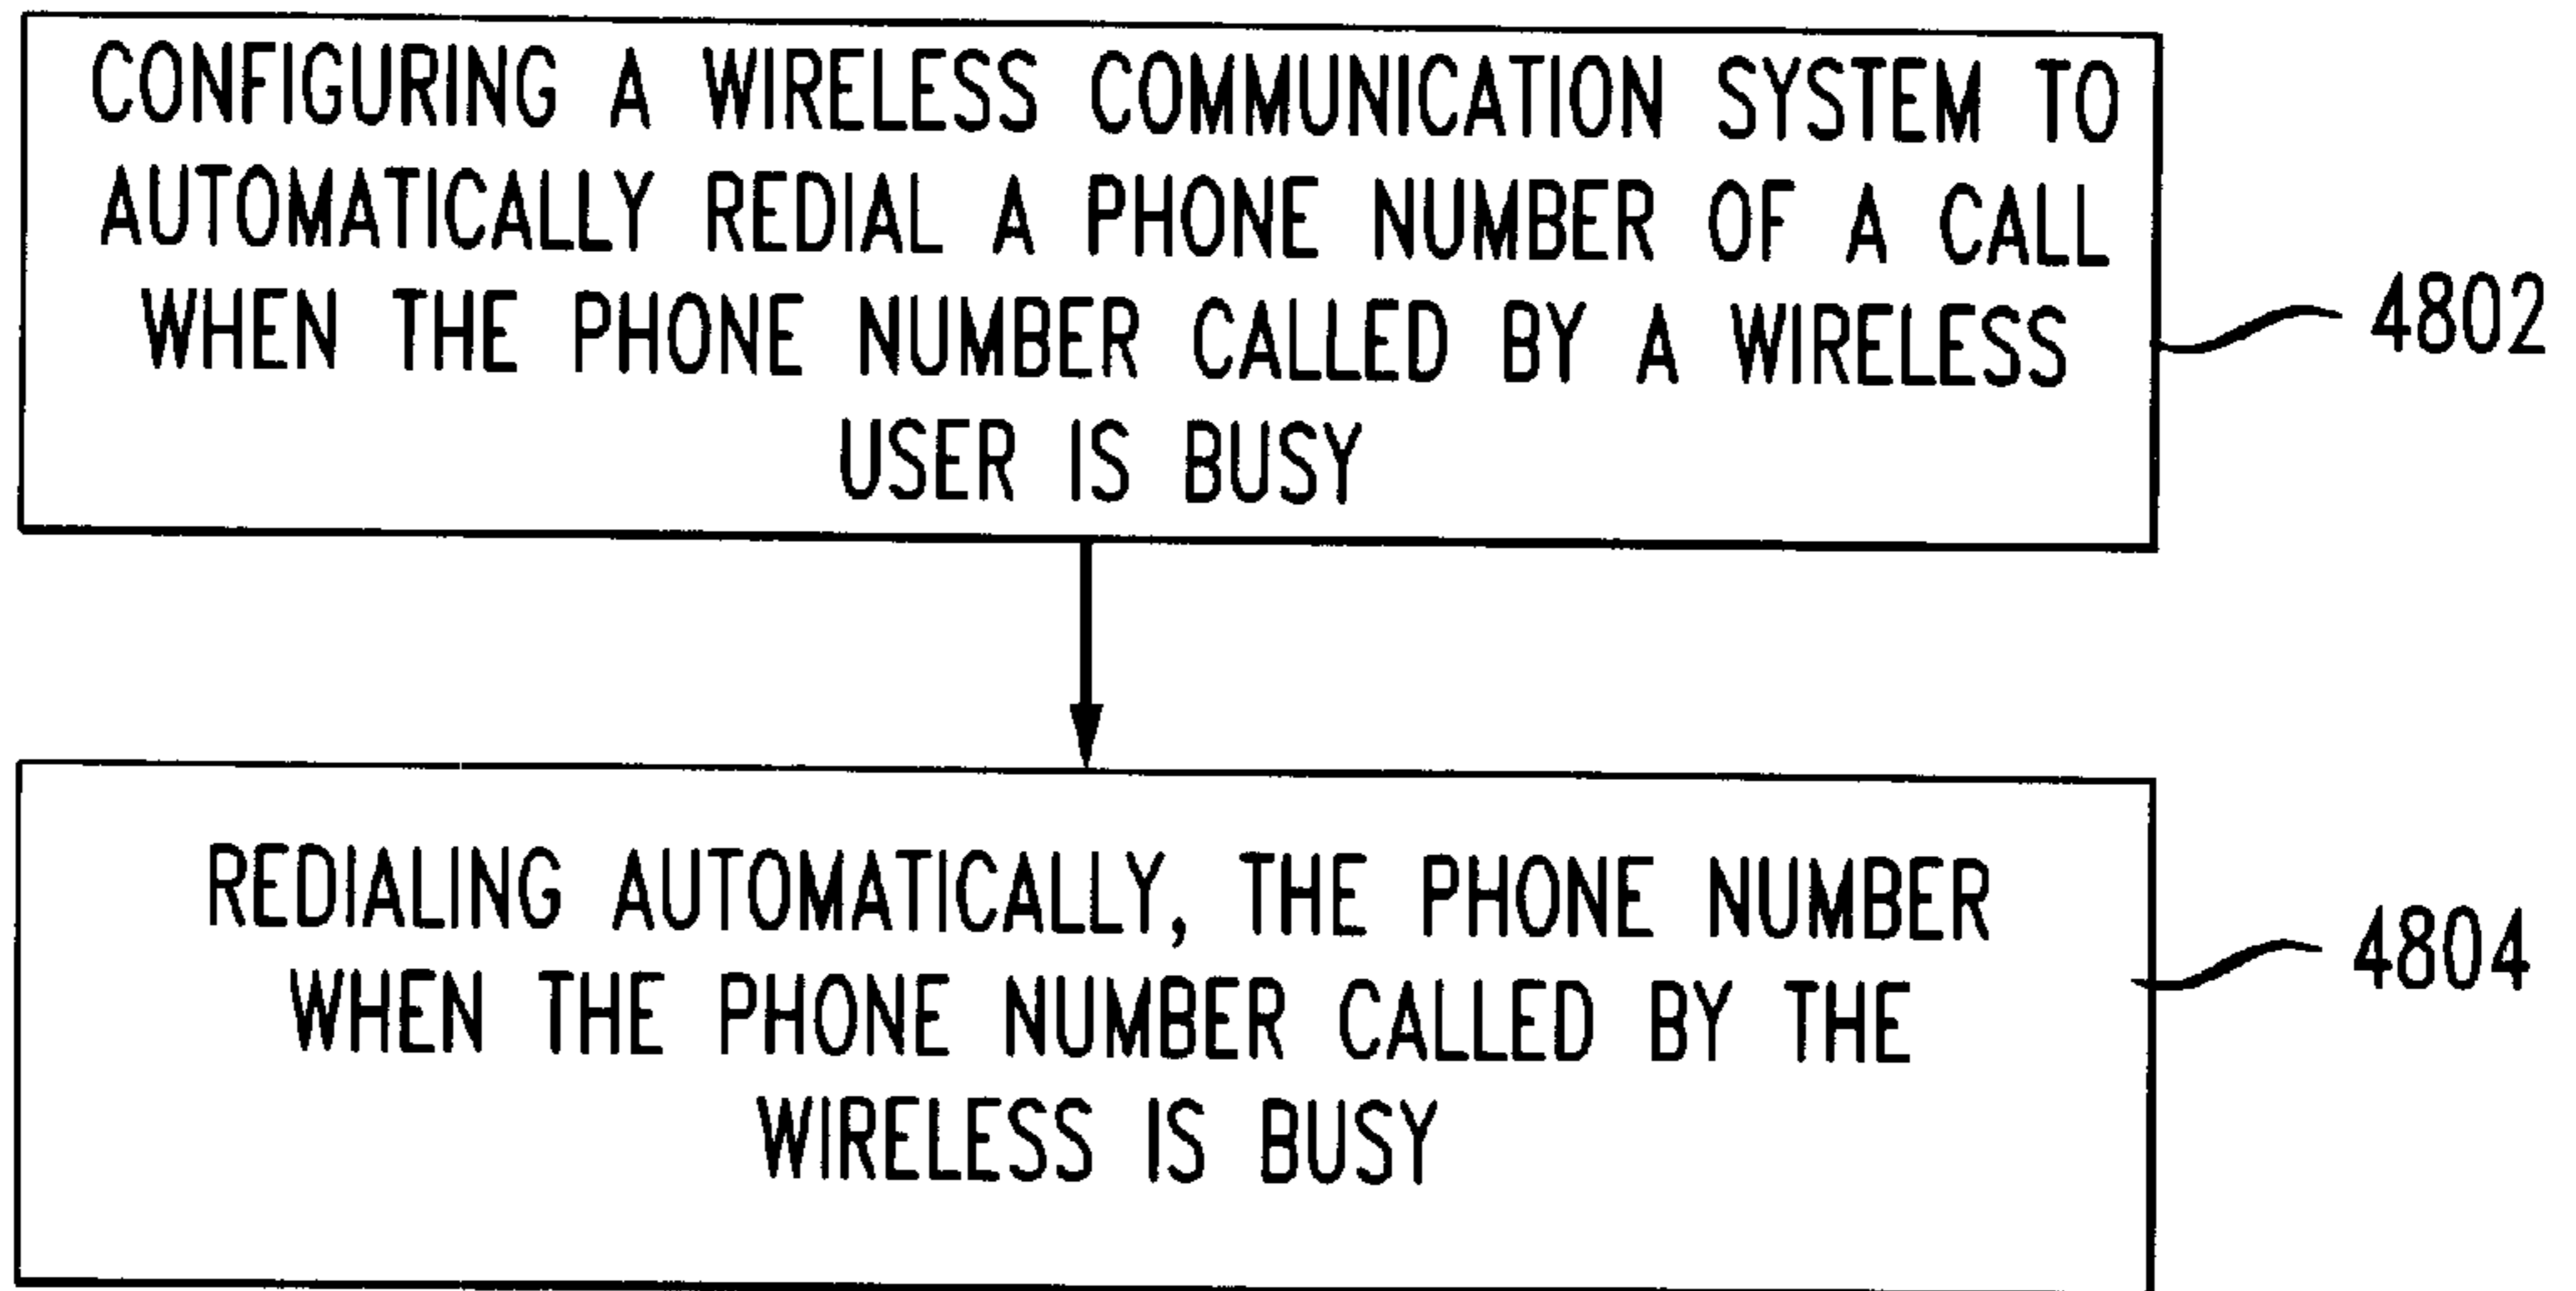 CONFIGURING A WIRELESS COMMUNICATION SYSTEM TO
AUTOMATICALLY REDIAL A PHONE NUMBER OF A CALL
WHEN THE PHONE NUMBER CALLED BY A WIRELESS
USER IS BUSY
4802
REDIALING AUTOMATICALLY, THE PHONE NUMBER
WHEN THE PHONE NUMBER CALLED BY THE
WIRELESS IS BUSY
4804